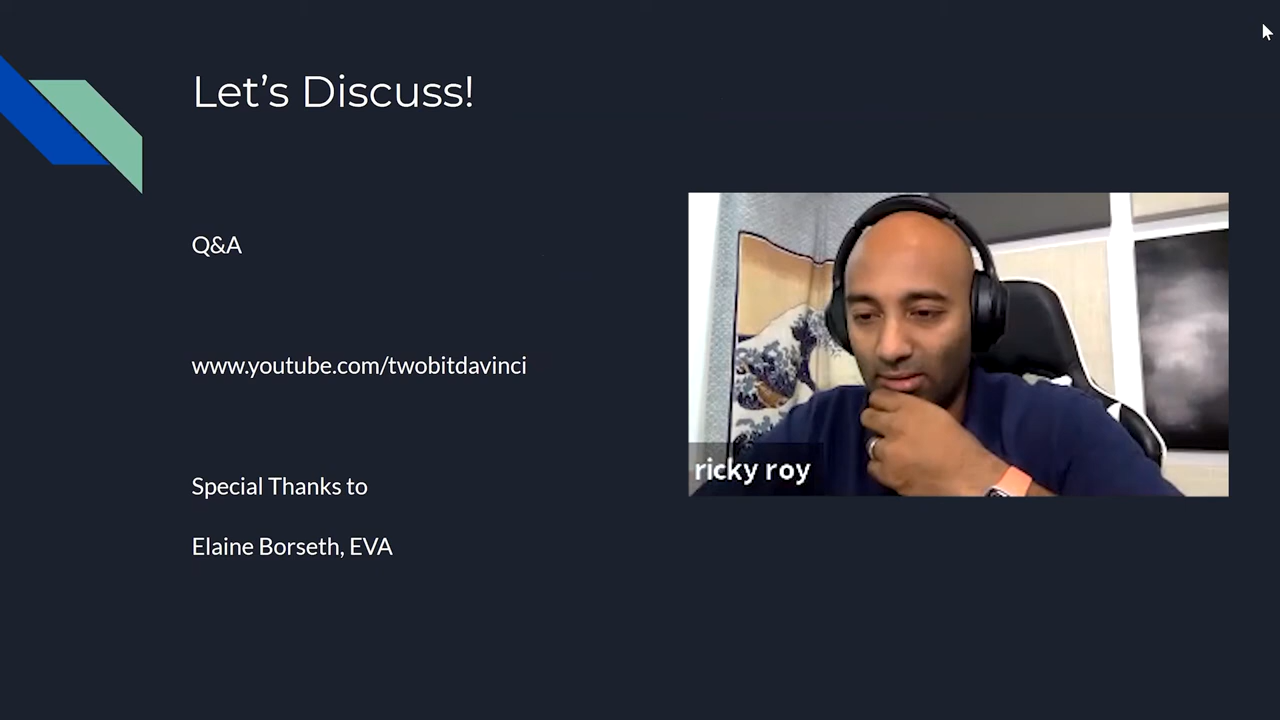 Let’s Discuss!
Q&A
www.youtube.com/twobitdavinci
Special Thanks to
Elaine Borseth, EVA
ricky roy